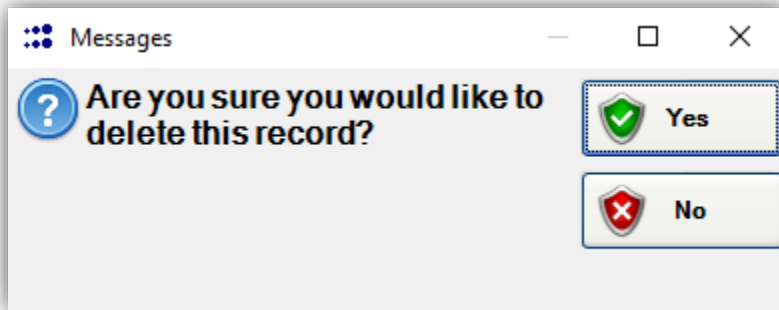 Messages
Are you sure you would like to
delete this record?
Yes
No